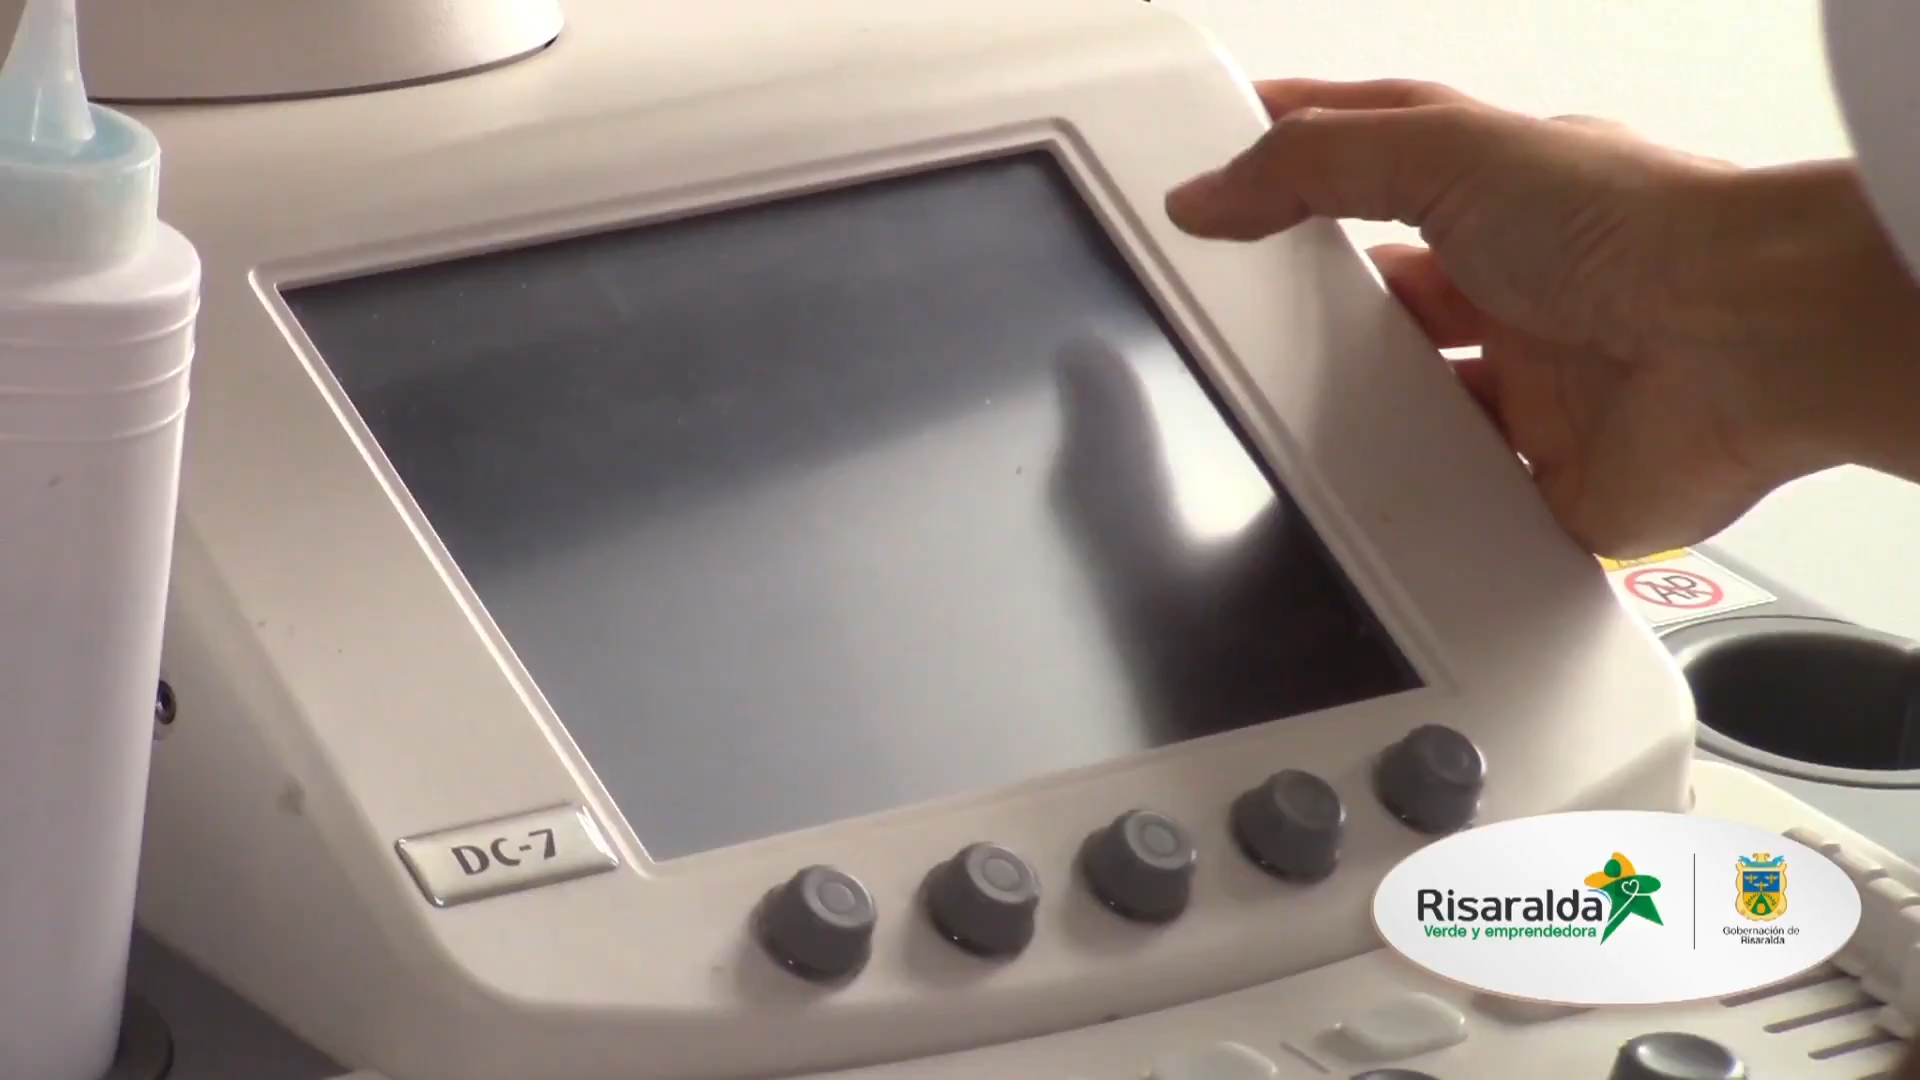 DC-7
Risaralda
Verde y emprendedora
Gobernación de
Risaralda